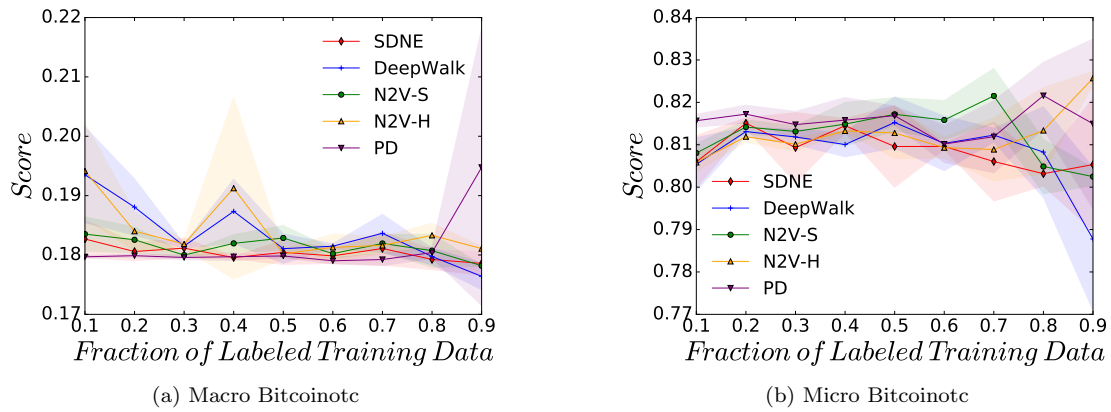 0.22
0.21
0.20
0.19
0.18
0.17
Score
SDNE
DeepWalk
N2V-S
N2V-H
PD
0.1 0.2 0.3 0.4 0.5 0.6 0.7 0.8 0.9
Fraction of Labeled Training Data
(a) Macro Bitcoinotc
0.84
0.83
0.82
0.81
0.80
0.79
0.78
0.77
Score
SDNE
DeepWalk
N2V-S
N2V-H
PD
0.1 0.2 0.3 0.4 0.5 0.6 0.7 0.8 0.9
Fraction of Labeled Training Data
(b) Micro Bitcoinotc